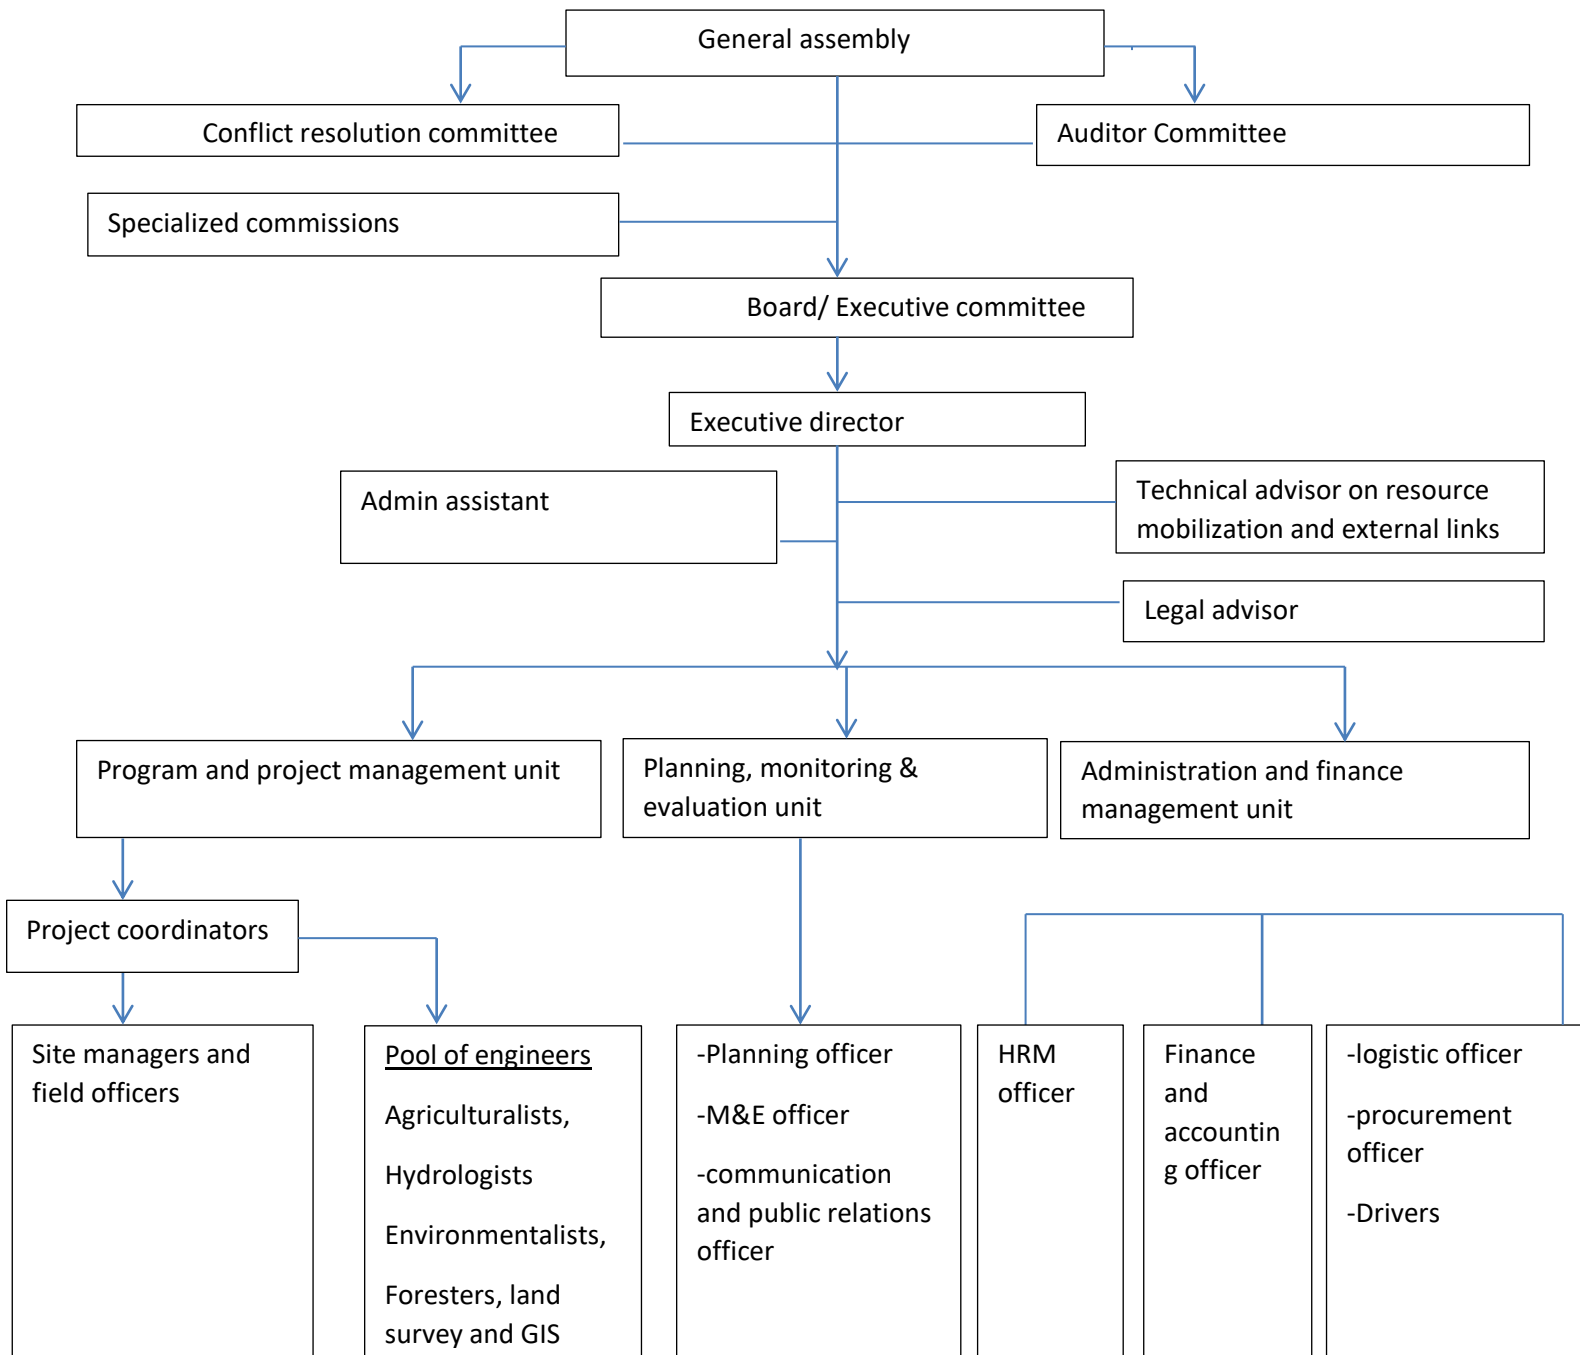 General assembly
Conflict resolution committee
Auditor Committee
Specialized commissions
Board/ Executive committee
Executive director
Admin assistant
Technical advisor on resource
mobilization and external links
Legal advisor
Program and project management unit
Planning, monitoring &
evaluation unit
Administration and finance
management unit
Project coordinators
Site managers and
field officers
Pool of engineers
Agriculturalists,
Hydrologists
Environmentalists,
Foresters, land
survey and GIS
-Planning officer
-M&E officer
-communication
and public relations
officer
HRM
officer
Finance
and
accountin
g officer
-logistic officer
-procurement
officer
-Drivers